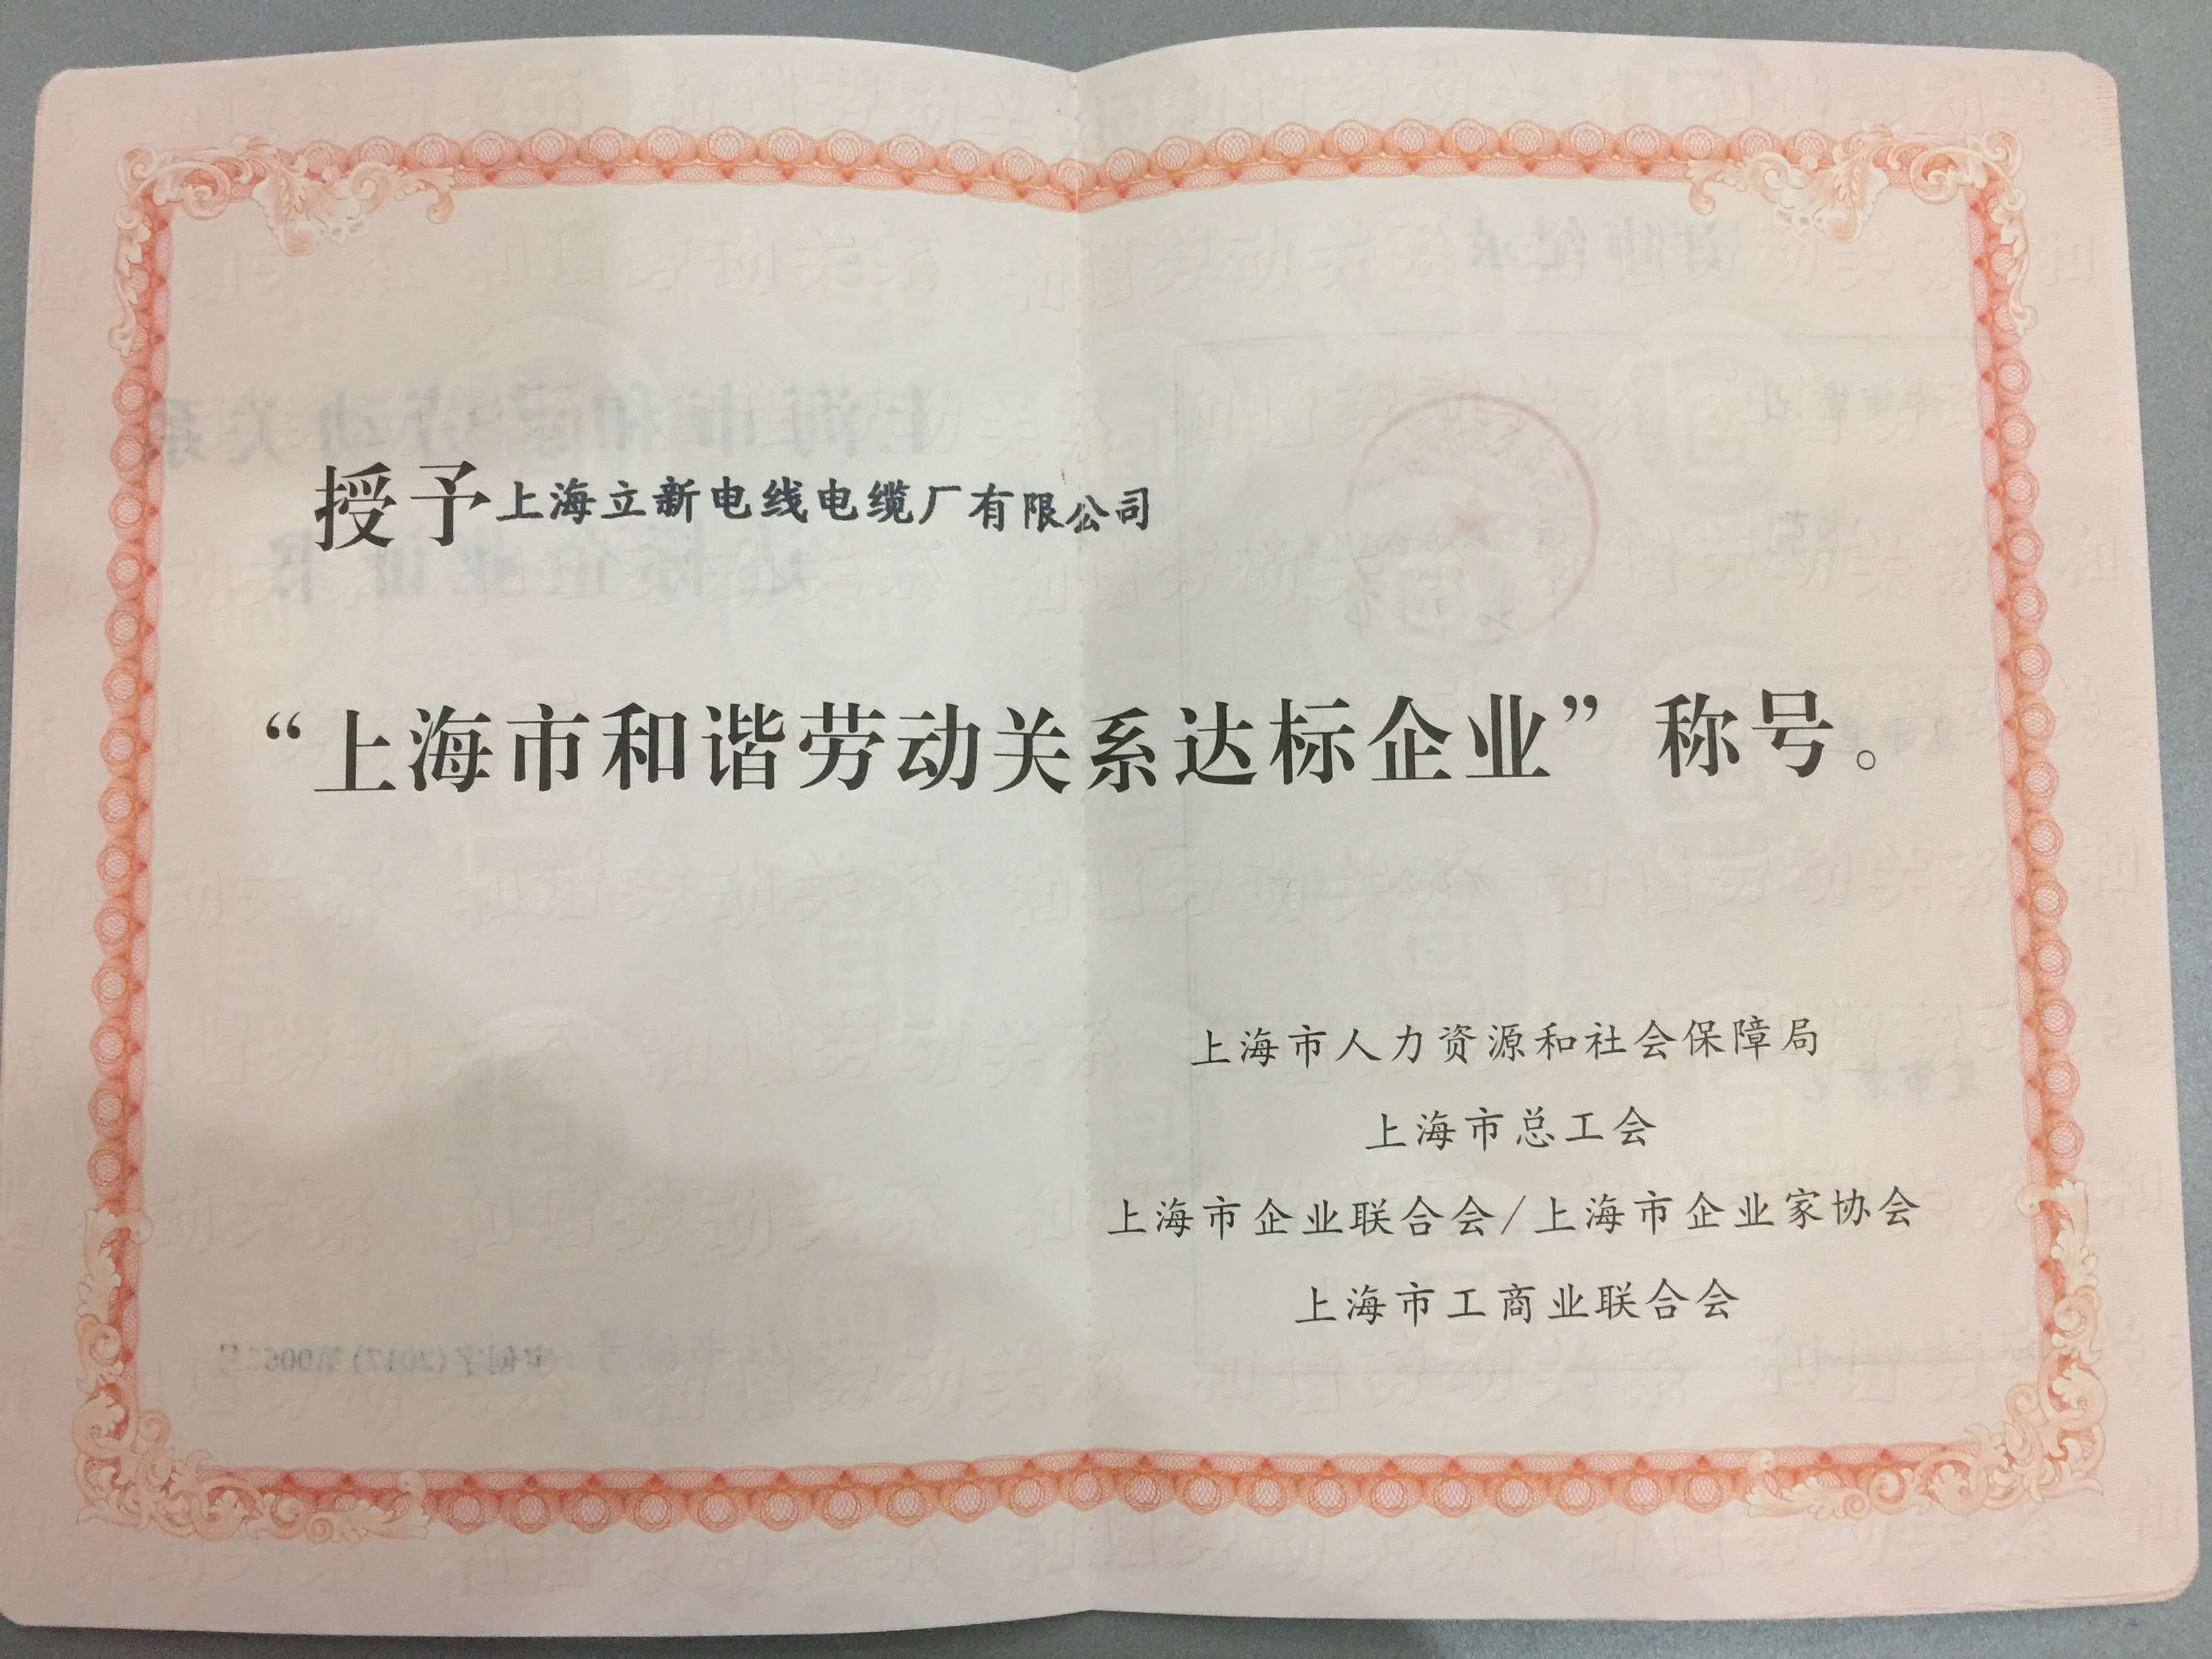 授予上海立新电线电缆厂有限公司
“上海市和谐劳动关系达标企业”称号。
上海市人力资源和社会保障局
上海市总工会
上海市企业联合会/上海市企业家协会
上海市工商业联合会